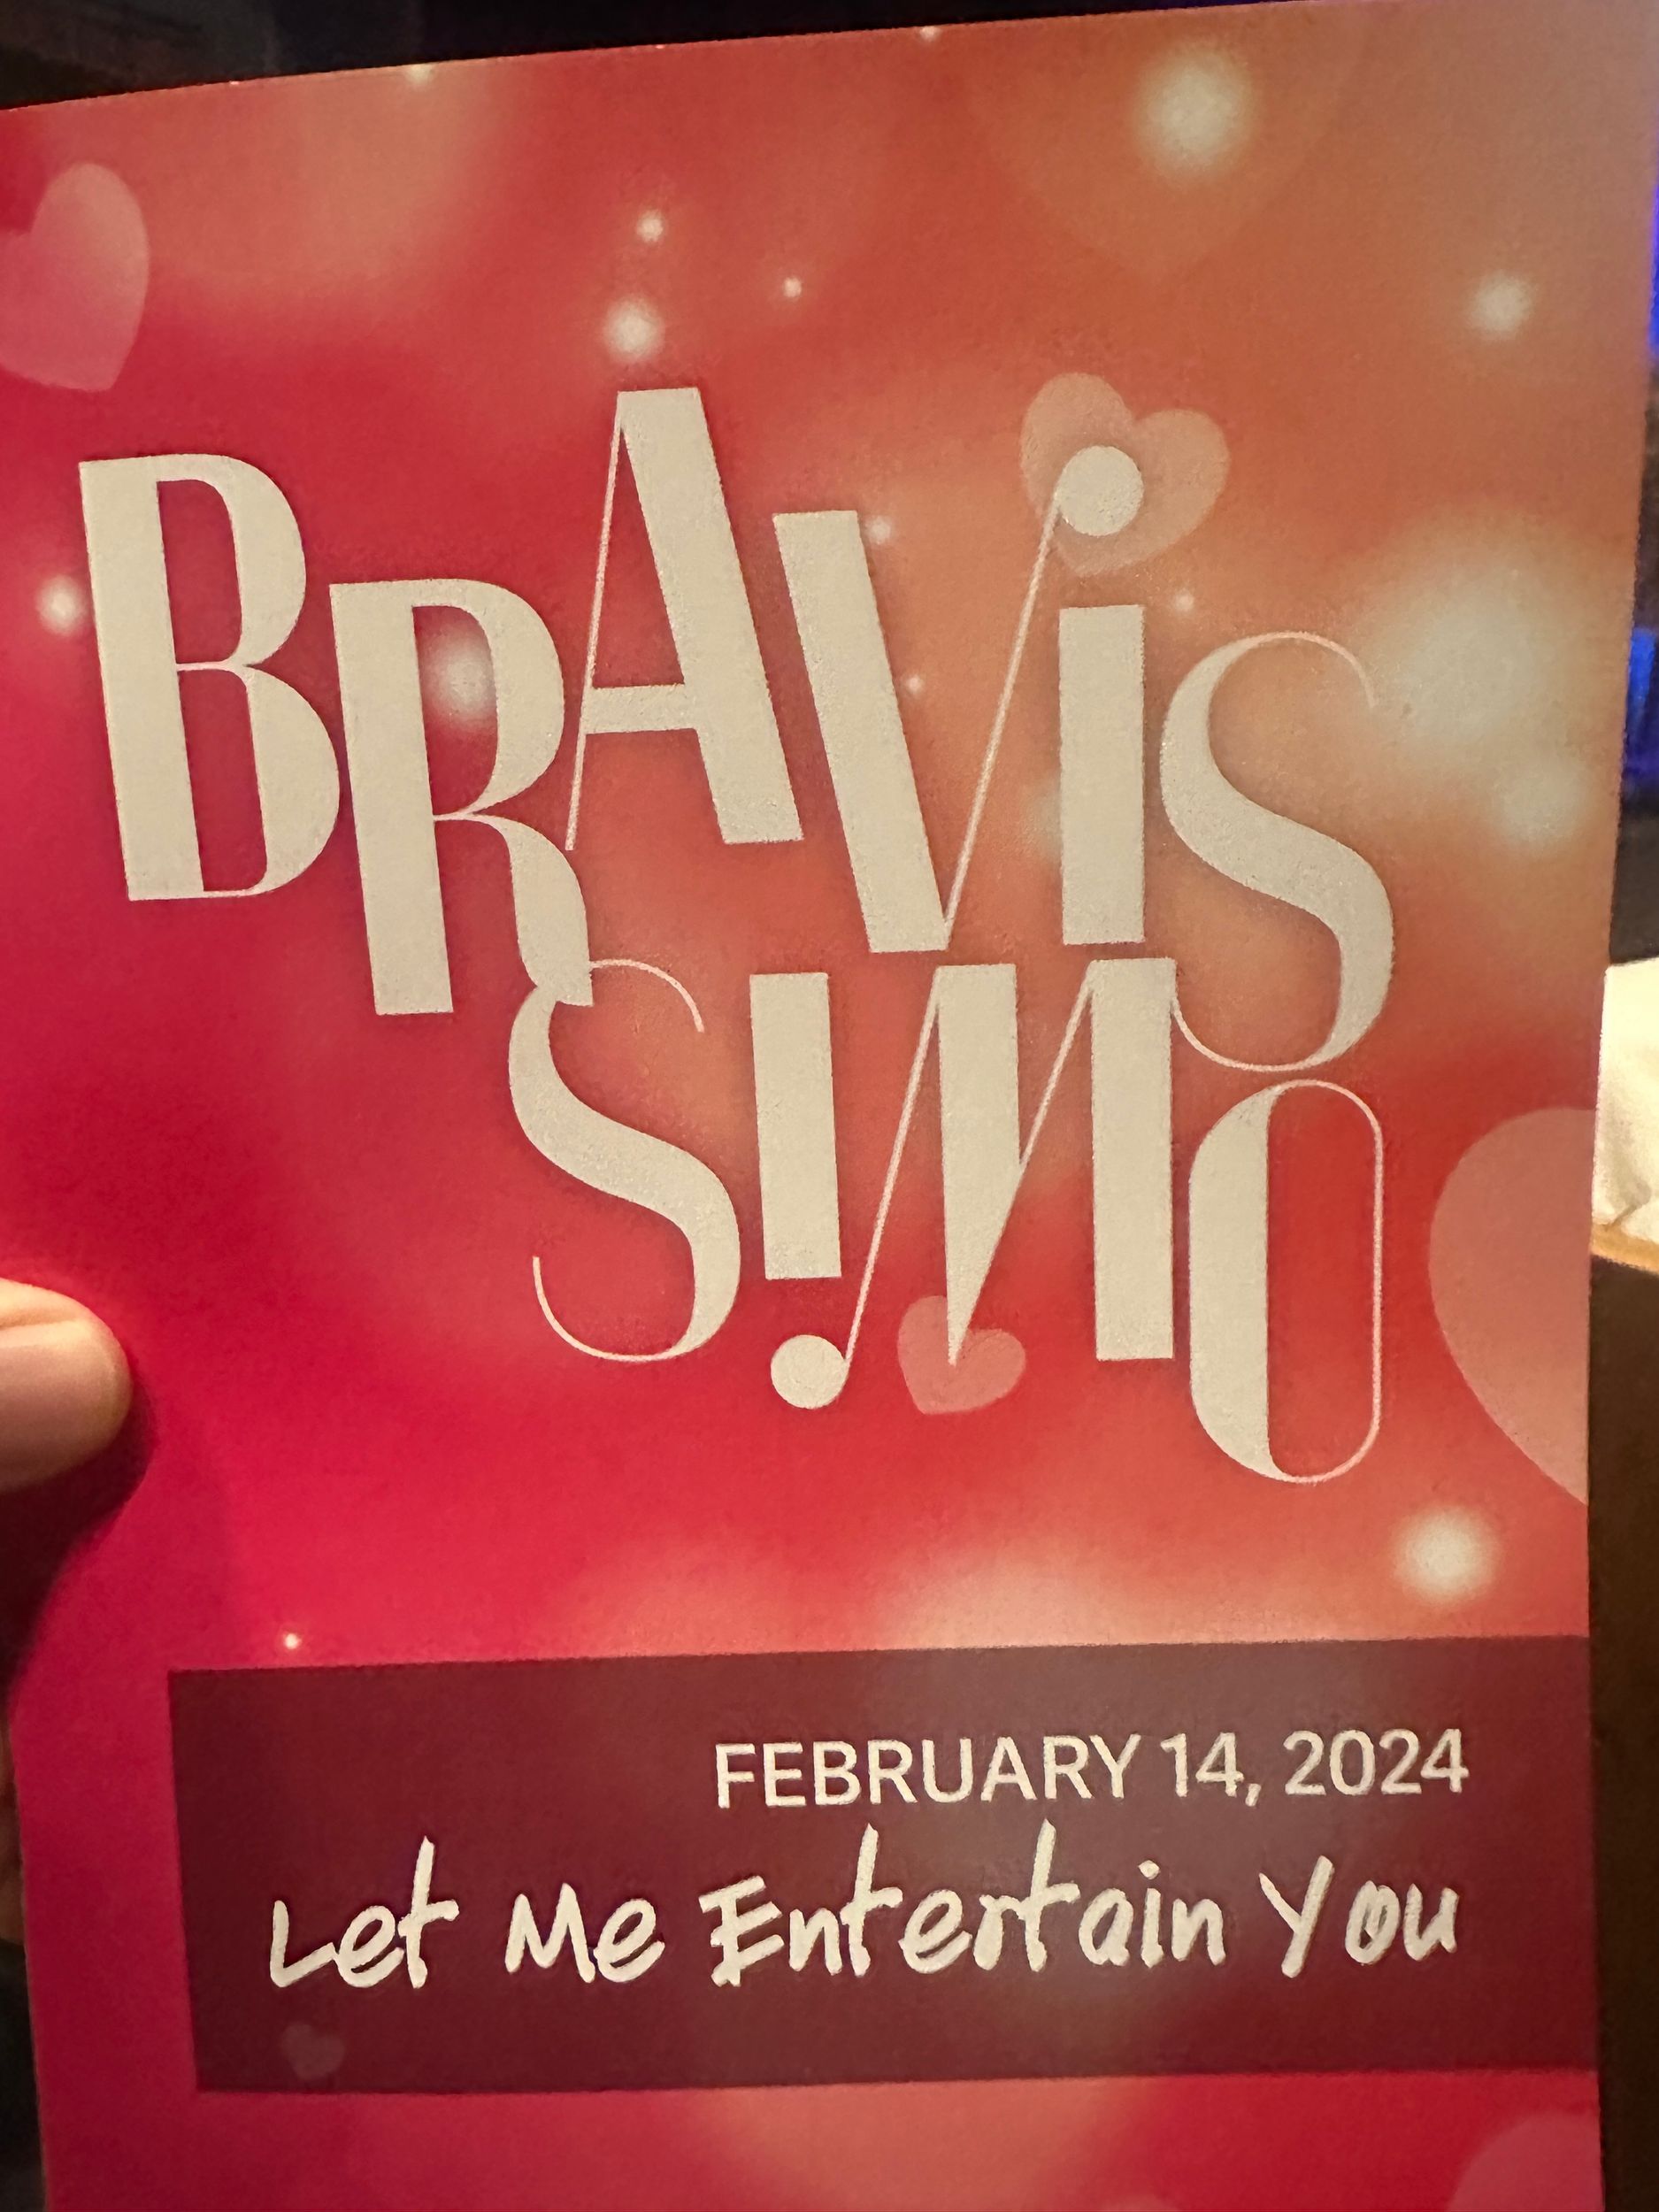 BRAVis
SiMO
FEBRUARY 14, 2024
Let Me Entertain You